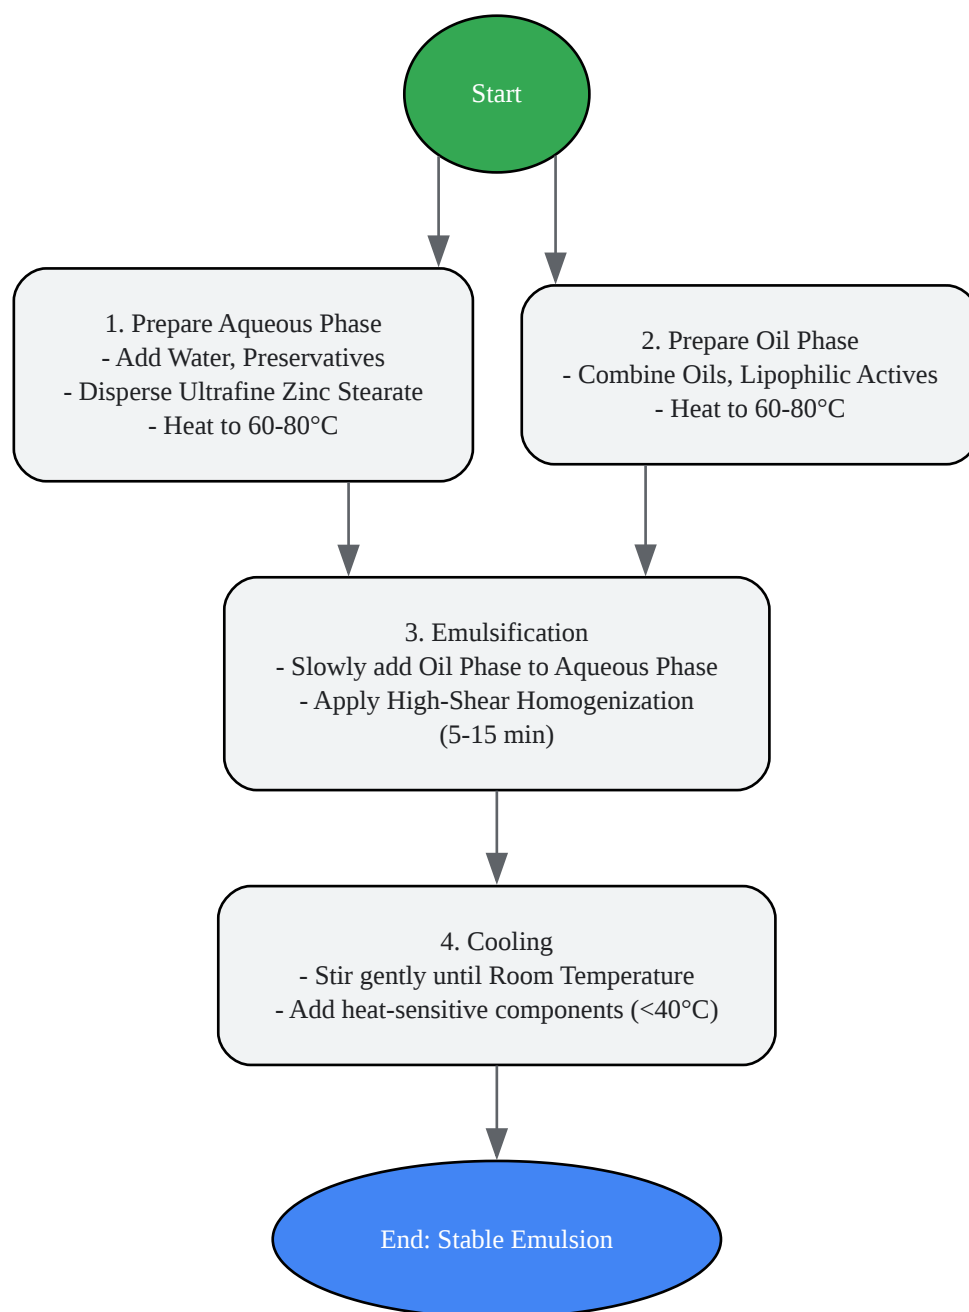 Start
1. Prepare Aqueous Phase
- Add Water, Preservatives
- Disperse Ultrafine Zinc Stearate
- Heat to 60-80°C
2. Prepare Oil Phase
- Combine Oils, Lipophilic Actives
- Heat to 60-80°C
3. Emulsification
- Slowly add Oil Phase to Aqueous Phase
- Apply High-Shear Homogenization
(5-15 min)
4. Cooling
- Stir gently until Room Temperature
- Add heat-sensitive components (<40°C)
End: Stable Emulsion